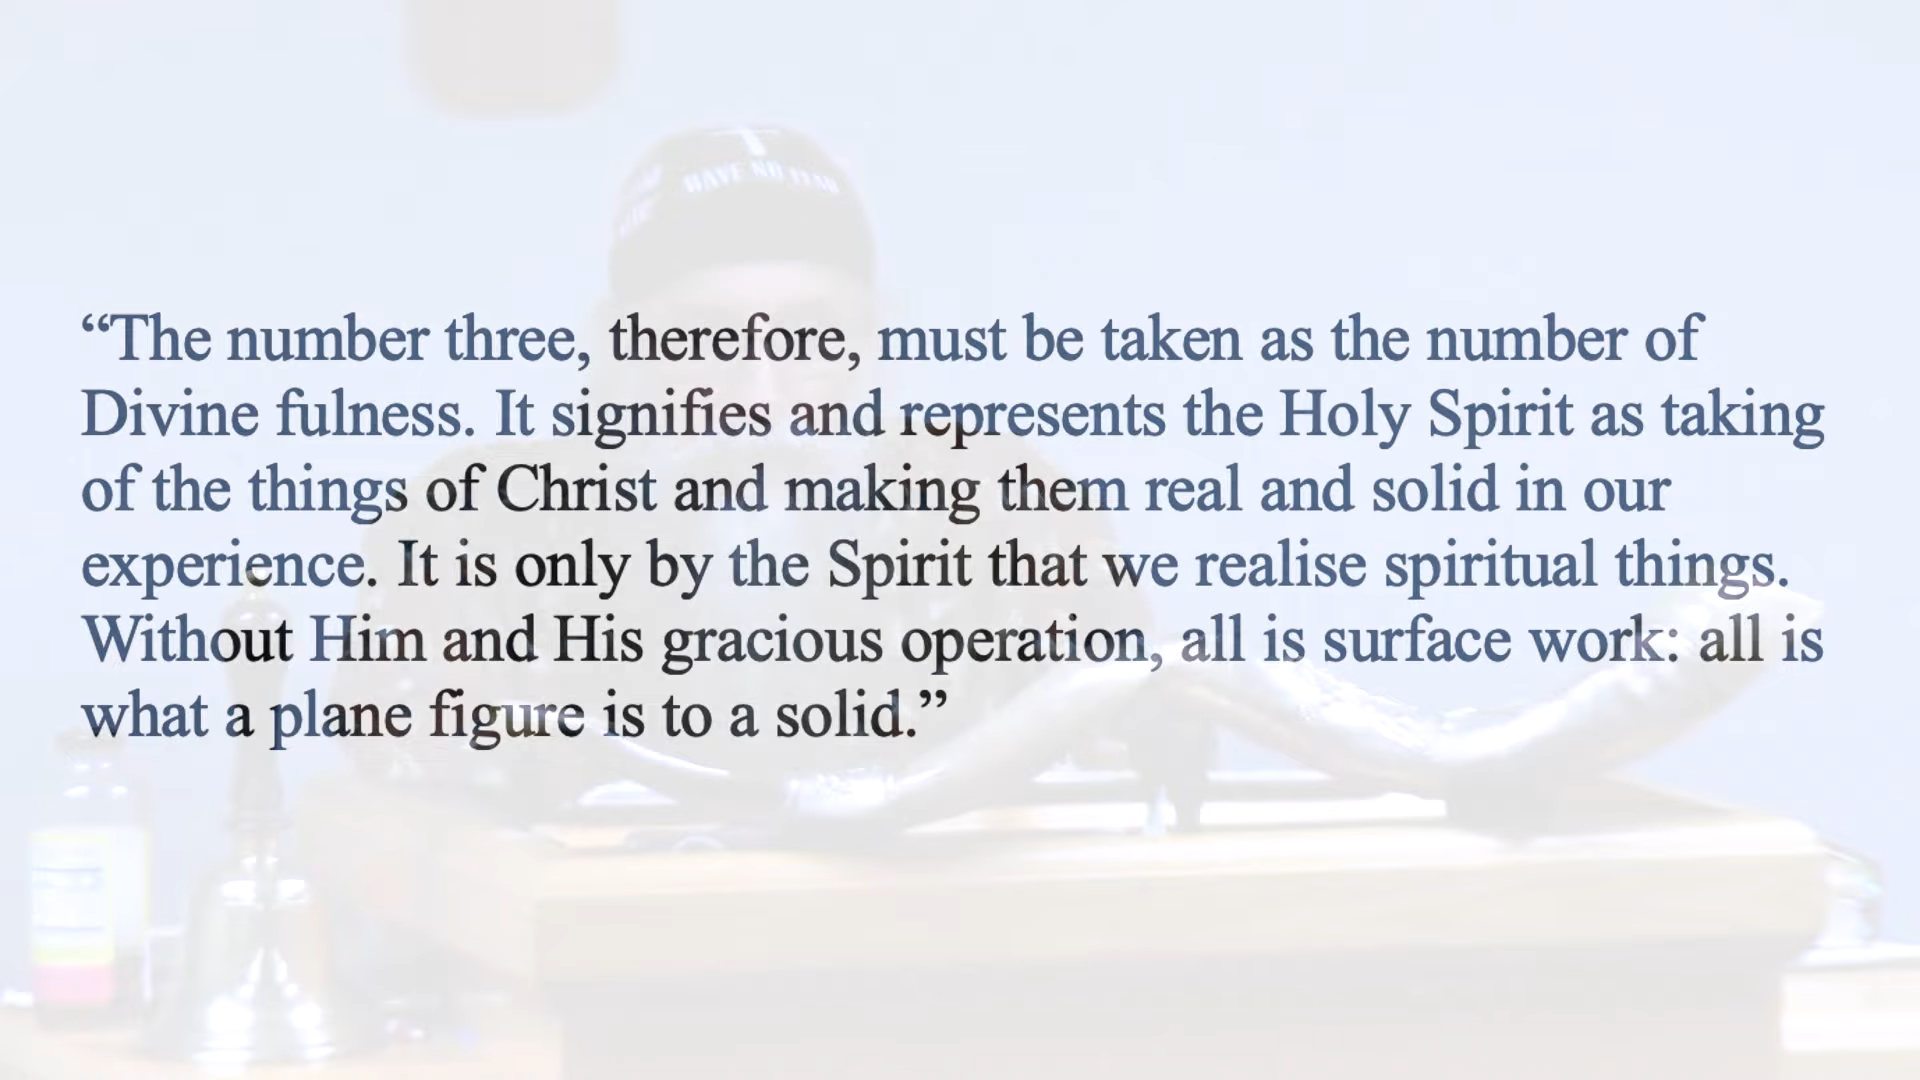 HAVE NO FEAR
“The number three, therefore, must be taken as the number of
Divine fulness. It signifies and represents the Holy Spirit as taking
of the things of Christ and making them real and solid in our
experience. It is only by the Spirit that we realise spiritual things.
Without Him and His gracious operation, all is surface work: all is
what a plane figure is to a solid.”